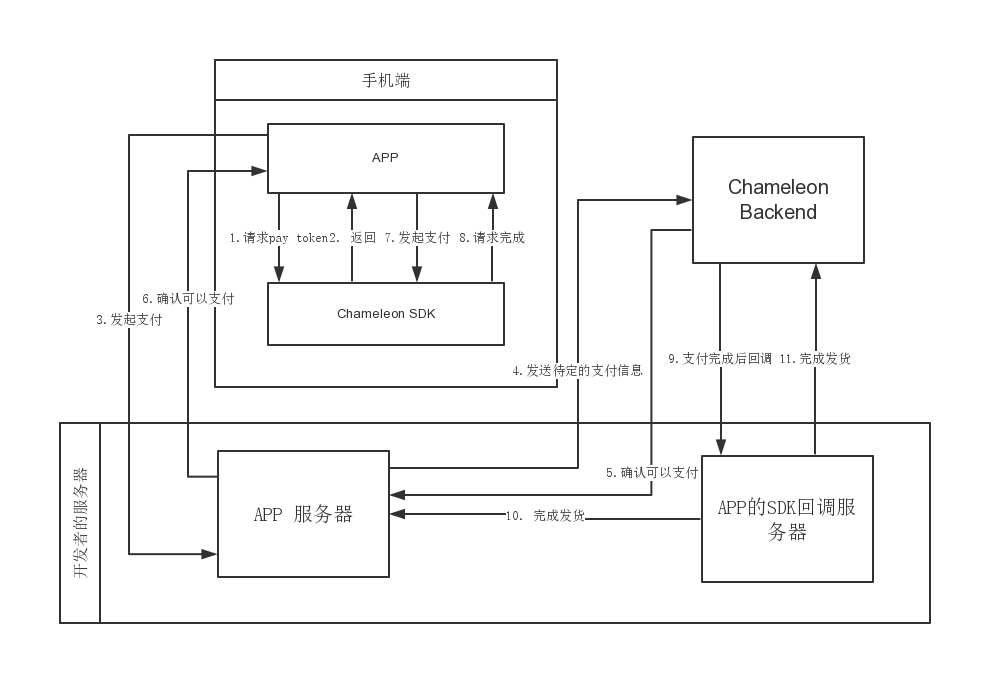 手机端
APP
1.请求pay token
2. 返回
7.发起支付
8.请求完成
Chameleon SDK
Chameleon
Backend
6.确认可以支付
3.发起支付
4.发送待定的支付信息
9.支付完成后回调
11.完成发货
5.确认可以支付
10. 完成发货
开发者的服务器
APP 服务器
APP的SDK回调服
务器